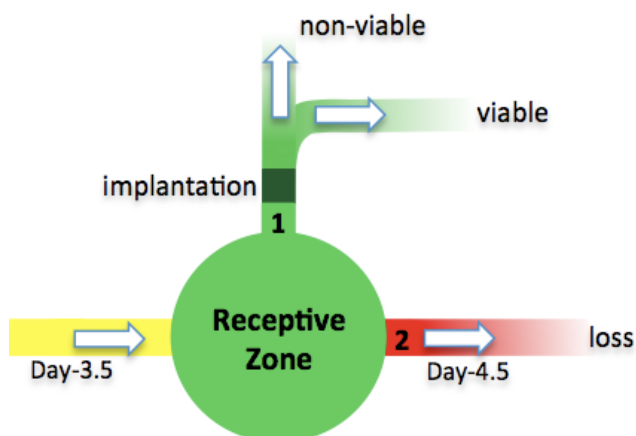 non-viable
viable
implantation
1
Receptive
Zone
2
loss
Day-3.5
Day-4.5